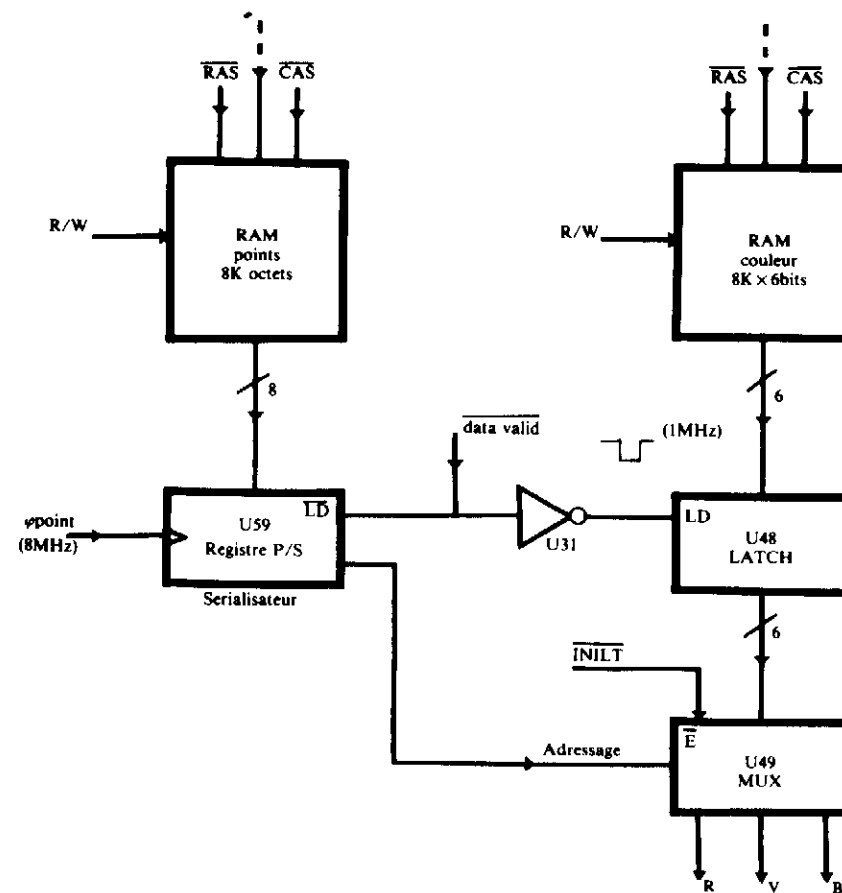 RAS CAS
RAS CAS
R/W
RAM
points
8K octets
R/W
RAM
couleur
8K × 6bits
8
6
data valid
(1MHz)
φpoint
(8MHz)
U59
LD
Registre P/S
Serialisateur
U31
LD
U48
LATCH
6
INILT
Adressage
E
U49
MUX
R
V
B